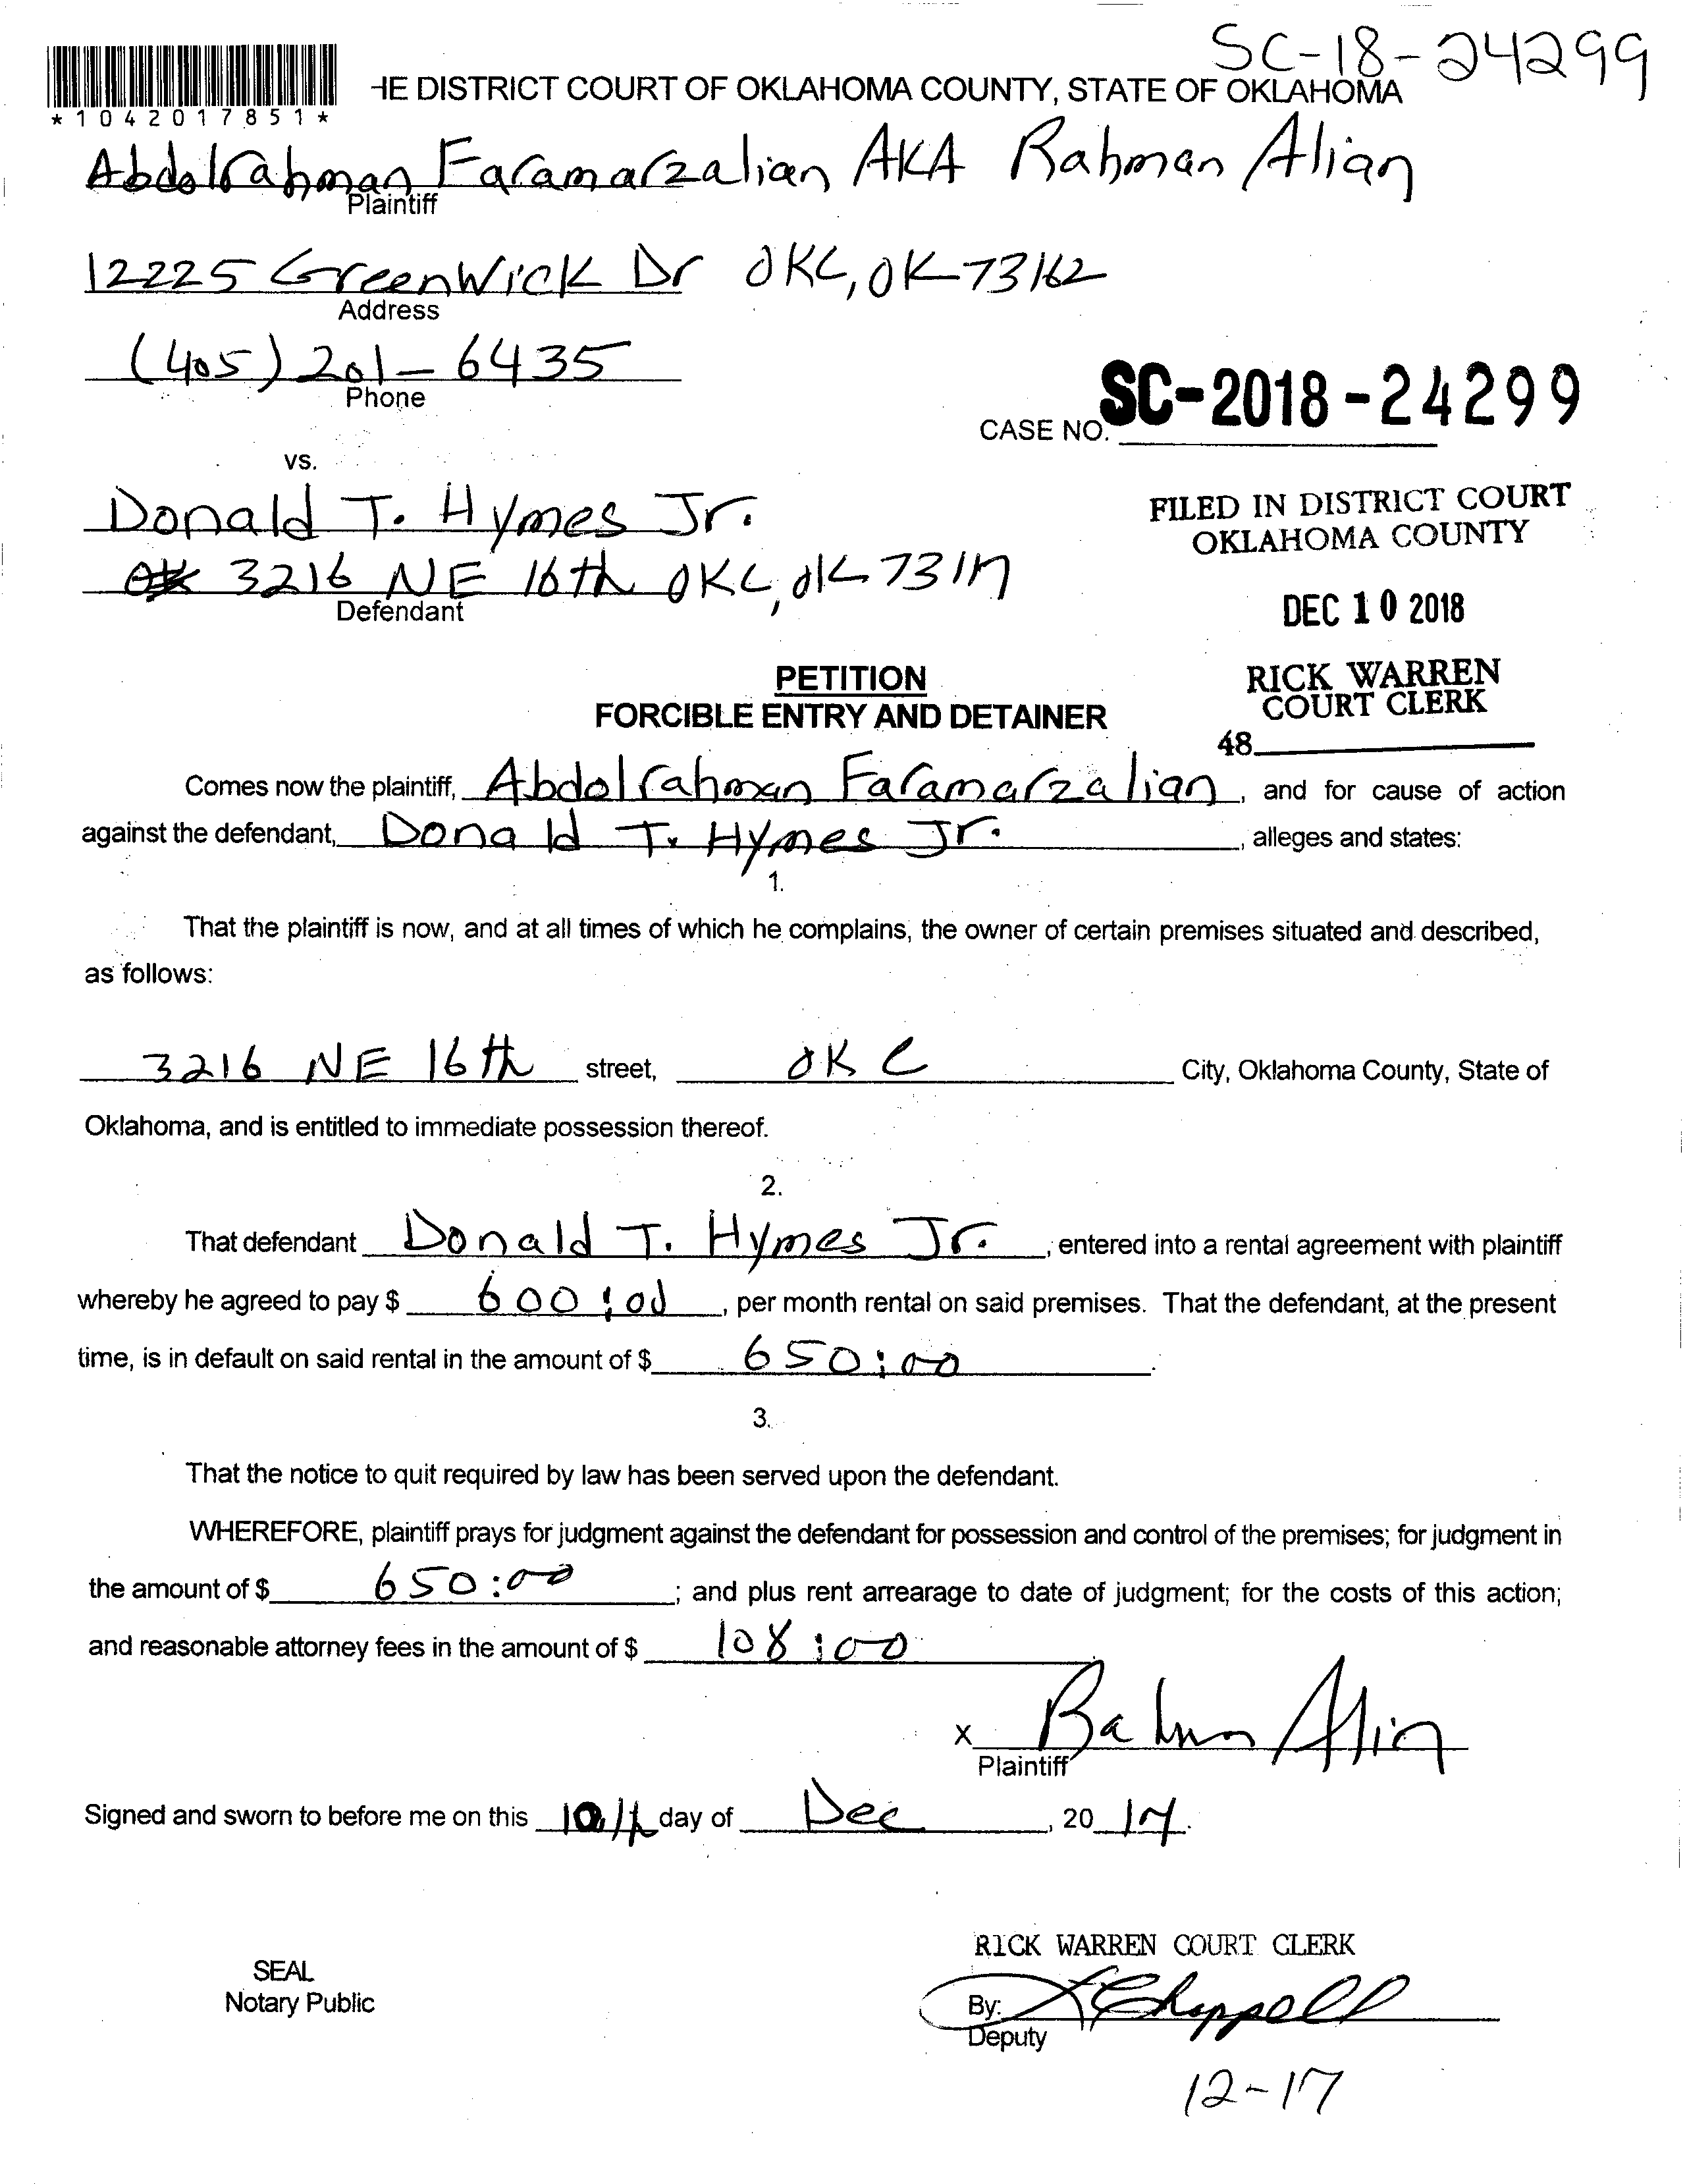 SC-18-24299
HE DISTRICT COURT OF OKLAHOMA COUNTY, STATE OF OKLAHOMA
*1042017851*
Abdolrahman Faramarzalian AKA Rahman Alian
Plaintiff
12225 GreenWick Dr OKC, OK 73162
Address
(405) 201-6435
Phone
CASE NO. SC-2018-24299
vs.
Donald T. Hymes Jr.
3216 NE 16th OKC, OK 73117
Defendant
FILED IN DISTRICT COURT
OKLAHOMA COUNTY
DEC 10 2018
RICK WARREN
COURT CLERK
48
PETITION
FORCIBLE ENTRY AND DETAINER
Comes now the plaintiff, Abdolrahman Faramarzalian, and for cause of action
against the defendant, Donald T. Hymes Jr., alleges and states:
1.
That the plaintiff is now, and at all times of which he complains, the owner of certain premises situated and described,
as follows:
3216 NE 16th street, OKC City, Oklahoma County, State of
Oklahoma, and is entitled to immediate possession thereof.
2.
That defendant Donald T. Hymes Jr., entered into a rental agreement with plaintiff
whereby he agreed to pay $ 600:00, per month rental on said premises. That the defendant, at the present
time, is in default on said rental in the amount of $ 650:00.
3.
That the notice to quit required by law has been served upon the defendant.
WHEREFORE, plaintiff prays for judgment against the defendant for possession and control of the premises; for judgment in
the amount of $ 650:00; and plus rent arrearage to date of judgment; for the costs of this action;
and reasonable attorney fees in the amount of $ 108:00
X Rahman Alian
Plaintiff
Signed and sworn to before me on this 10th day of Dec, 20
RICK WARREN COURT CLERK
SEAL
Notary Public
By: Chappell
Deputy
12-17